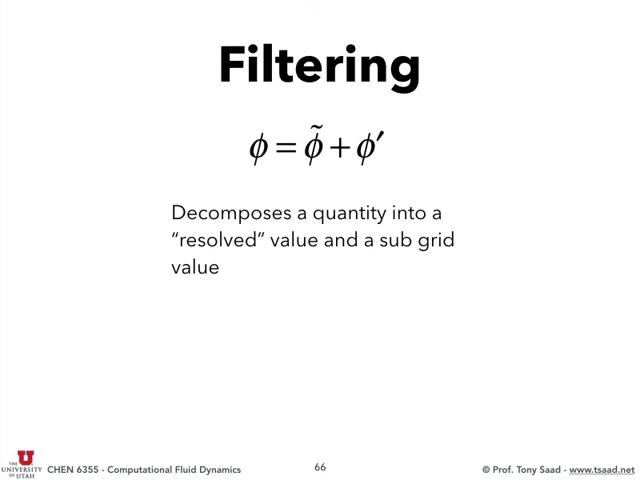 Filtering
ϕ = ϕ̃ + ϕ′
Decomposes a quantity into a
“resolved” value and a sub grid
value
THE
UNIVERSITY
OF UTAH
CHEN 6355 - Computational Fluid Dynamics
66
© Prof. Tony Saad - www.tsaad.net